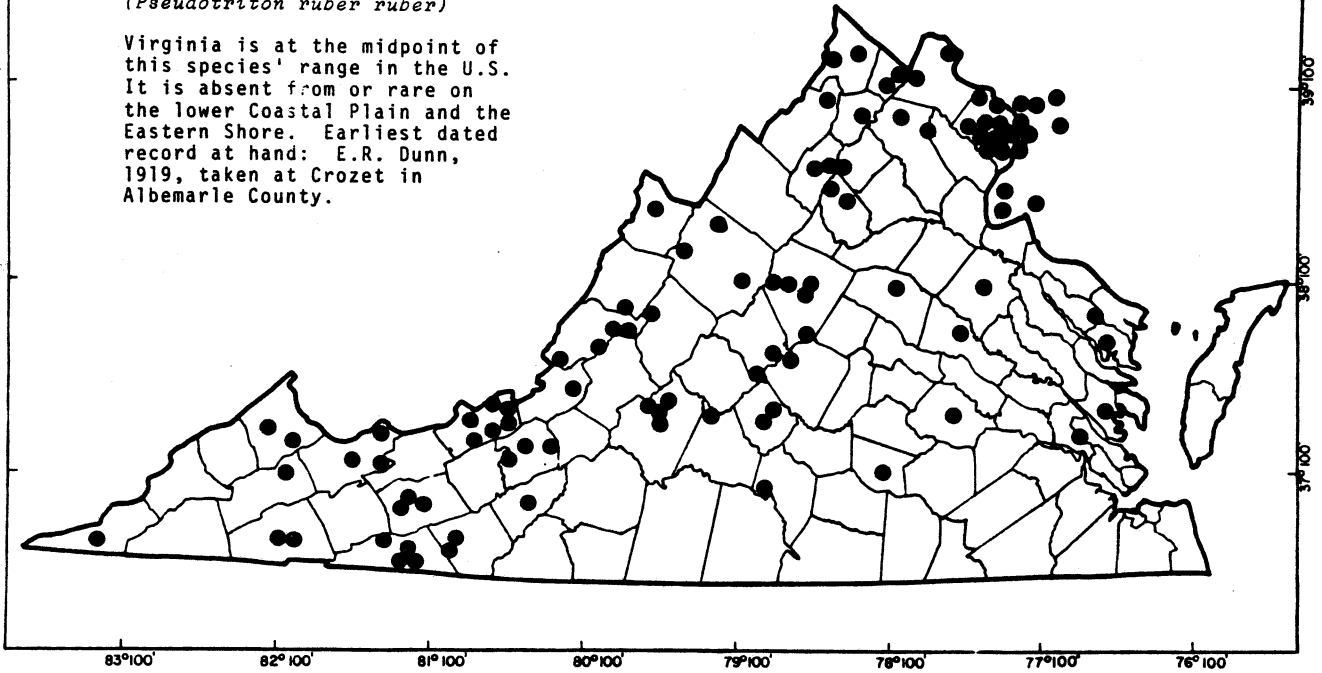 (Pseudotriton ruber ruber)
Virginia is at the midpoint of
this species' range in the U.S.
It is absent from or rare on
the lower Coastal Plain and the
Eastern Shore. Earliest dated
record at hand: E.R. Dunn,
1919, taken at Crozet in
Albemarle County.
39°00'
38°00'
37°00'
83°00'
82°00'
81°00'
80°00'
79°00'
78°00'
77°00'
76°00'